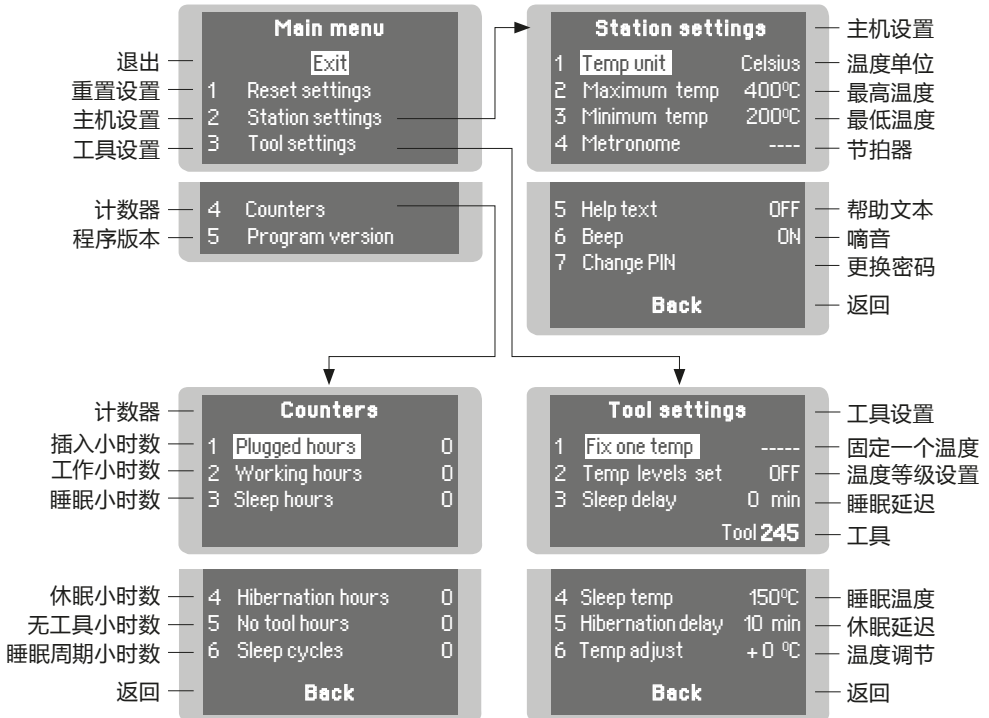 Main menu
退出 Exit
重置设置 1 Reset settings
主机设置 2 Station settings
工具设置 3 Tool settings
计数器 4 Counters
程序版本 5 Program version
Station settings 主机设置
1 Temp unit Celsius 温度单位
2 Maximum temp 400ºC 最高温度
3 Minimum temp 200ºC 最低温度
4 Metronome ---- 节拍器
5 Help text OFF 帮助文本
6 Beep ON 嘀音
7 Change PIN 更换密码
Back 返回
计数器 Counters
插入小时数 1 Plugged hours 0
工作小时数 2 Working hours 0
睡眠小时数 3 Sleep hours 0
休眠小时数 4 Hibernation hours 0
无工具小时数 5 No tool hours 0
睡眠周期小时数 6 Sleep cycles 0
返回 Back
Tool settings 工具设置
1 Fix one temp ----- 固定一个温度
2 Temp levels set OFF 温度等级设置
3 Sleep delay 0 min 睡眠延迟
Tool 245 工具
4 Sleep temp 150ºC 睡眠温度
5 Hibernation delay 10 min 休眠延迟
6 Temp adjust +0 ºC 温度调节
Back 返回